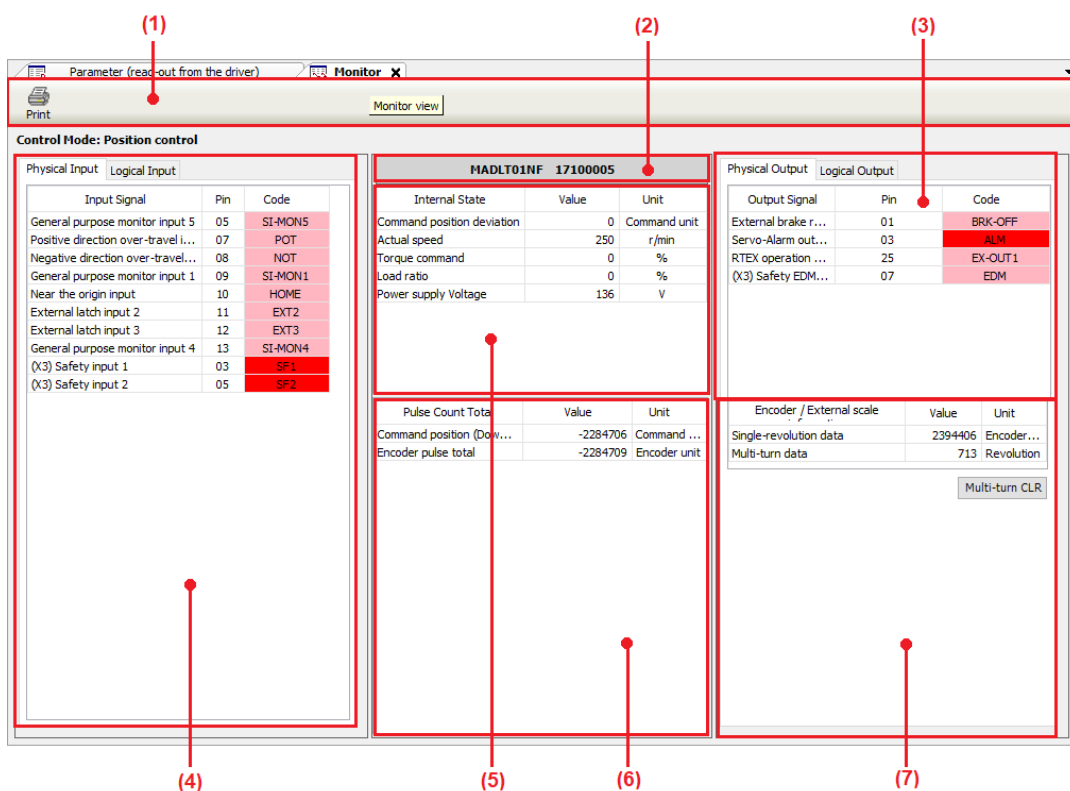 (1) (2) (3)
Parameter (read-out from the driver) Monitor X
Print
Monitor view
Control Mode: Position control
Physical Input Logical Input
Input Signal Pin Code
General purpose monitor input 5 05 SI-MON5
Positive direction over-travel i... 07 POT
Negative direction over-travel... 08 NOT
General purpose monitor input 1 09 SI-MON1
Near the origin input 10 HOME
External latch input 2 11 EXT2
External latch input 3 12 EXT3
General purpose monitor input 4 13 SI-MON4
(X3) Safety input 1 03 SF1
(X3) Safety input 2 05 SF2
MADLT01NF 17100005
Internal State Value Unit
Command position deviation 0 Command unit
Actual speed 250 r/min
Torque command 0 %
Load ratio 0 %
Power supply Voltage 136 V
Pulse Count Total Value Unit
Command position (Dow... -2284706 Command ...
Encoder pulse total -2284709 Encoder unit
Physical Output Logical Output
Output Signal Pin Code
External brake r... 01 BRK-OFF
Servo-Alarm out... 03 ALM
RTEX operation ... 25 EX-OUT1
(X3) Safety EDM... 07 EDM
Encoder / External scale Value Unit
Single-revolution data 2394406 Encoder...
Multi-turn data 713 Revolution
Multi-turn CLR
(4) (5) (6) (7)